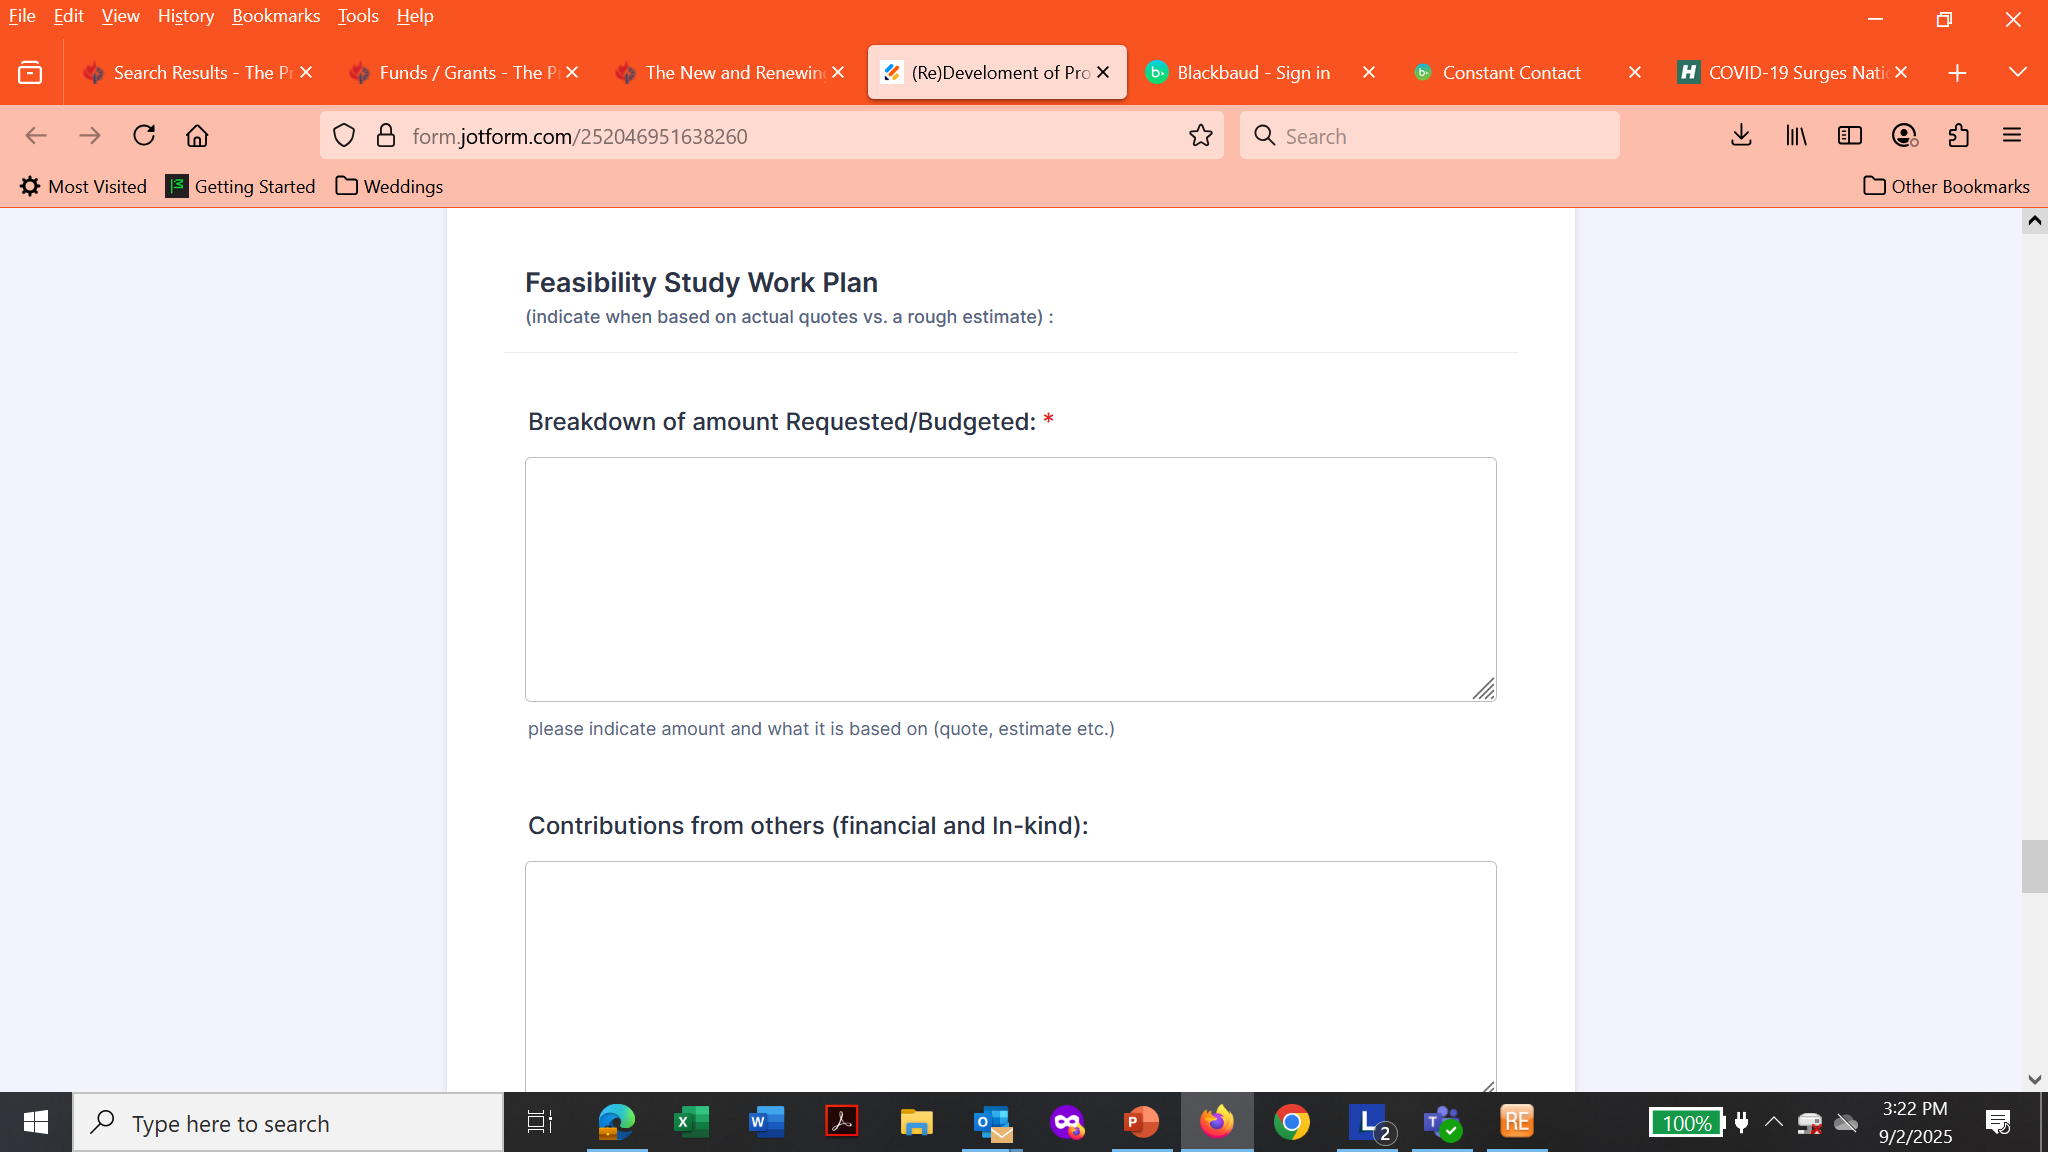 File Edit View History Bookmarks Tools Help
Search Results - The Pr
Funds / Grants - The P
The New and Renewin
(Re)Develoment of Pro
Blackbaud - Sign in
Constant Contact
COVID-19 Surges Natio
form.jotform.com/252046951638260
Search
Most Visited
Getting Started
Weddings
Other Bookmarks
Feasibility Study Work Plan
(indicate when based on actual quotes vs. a rough estimate) :
Breakdown of amount Requested/Budgeted: *
please indicate amount and what it is based on (quote, estimate etc.)
Contributions from others (financial and In-kind):
Type here to search
2
RE
100%
3:22 PM
9/2/2025